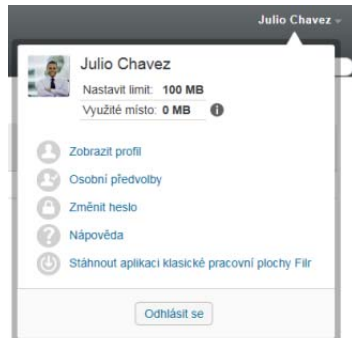 Julio Chavez
Julio Chavez
Nastavit limit: 100 MB
Využité místo: 0 MB
Zobrazit profil
Osobní předvolby
Změnit heslo
Nápověda
Stáhnout aplikaci klasické pracovní plochy Filr
Odhlásit se